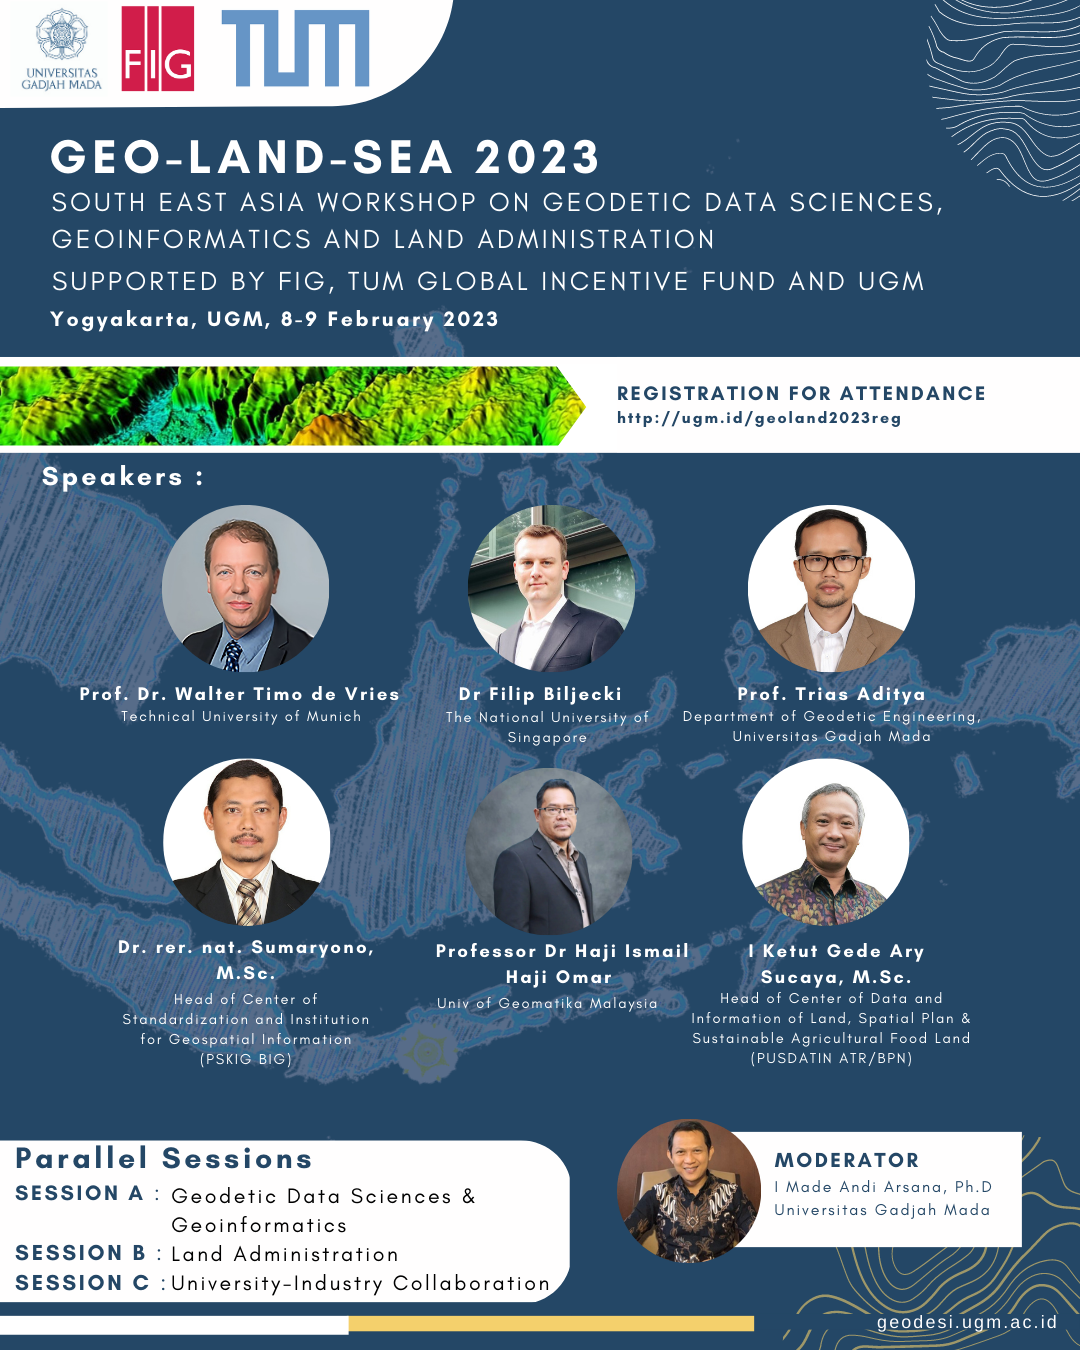 UNIVERSITAS
GADJAH MADA
FIG
TUM
GEO-LAND-SEA 2023
SOUTH EAST ASIA WORKSHOP ON GEODETIC DATA SCIENCES,
GEOINFORMATICS AND LAND ADMINISTRATION
SUPPORTED BY FIG, TUM GLOBAL INCENTIVE FUND AND UGM
Yogyakarta, UGM, 8-9 February 2023
REGISTRATION FOR ATTENDANCE
http://ugm.id/geoland2023reg
Speakers :
Prof. Dr. Walter Timo de Vries
Technical University of Munich
Dr Filip Biljecki
The National University of
Singapore
Prof. Trias Aditya
Department of Geodetic Engineering,
Universitas Gadjah Mada
Dr. rer. nat. Sumaryono,
M.Sc.
Head of Center of
Standardization and Institution
for Geospatial Information
(PSKIG BIG)
Professor Dr Haji Ismail
Haji Omar
Univ of Geomatika Malaysia
I Ketut Gede Ary
Sucaya, M.Sc.
Head of Center of Data and
Information of Land, Spatial Plan &
Sustainable Agricultural Food Land
(PUSDATIN ATR/BPN)
Parallel Sessions
SESSION A : Geodetic Data Sciences &
Geoinformatics
SESSION B : Land Administration
SESSION C : University-Industry Collaboration
MODERATOR
I Made Andi Arsana, Ph.D
Universitas Gadjah Mada
geodesi.ugm.ac.id